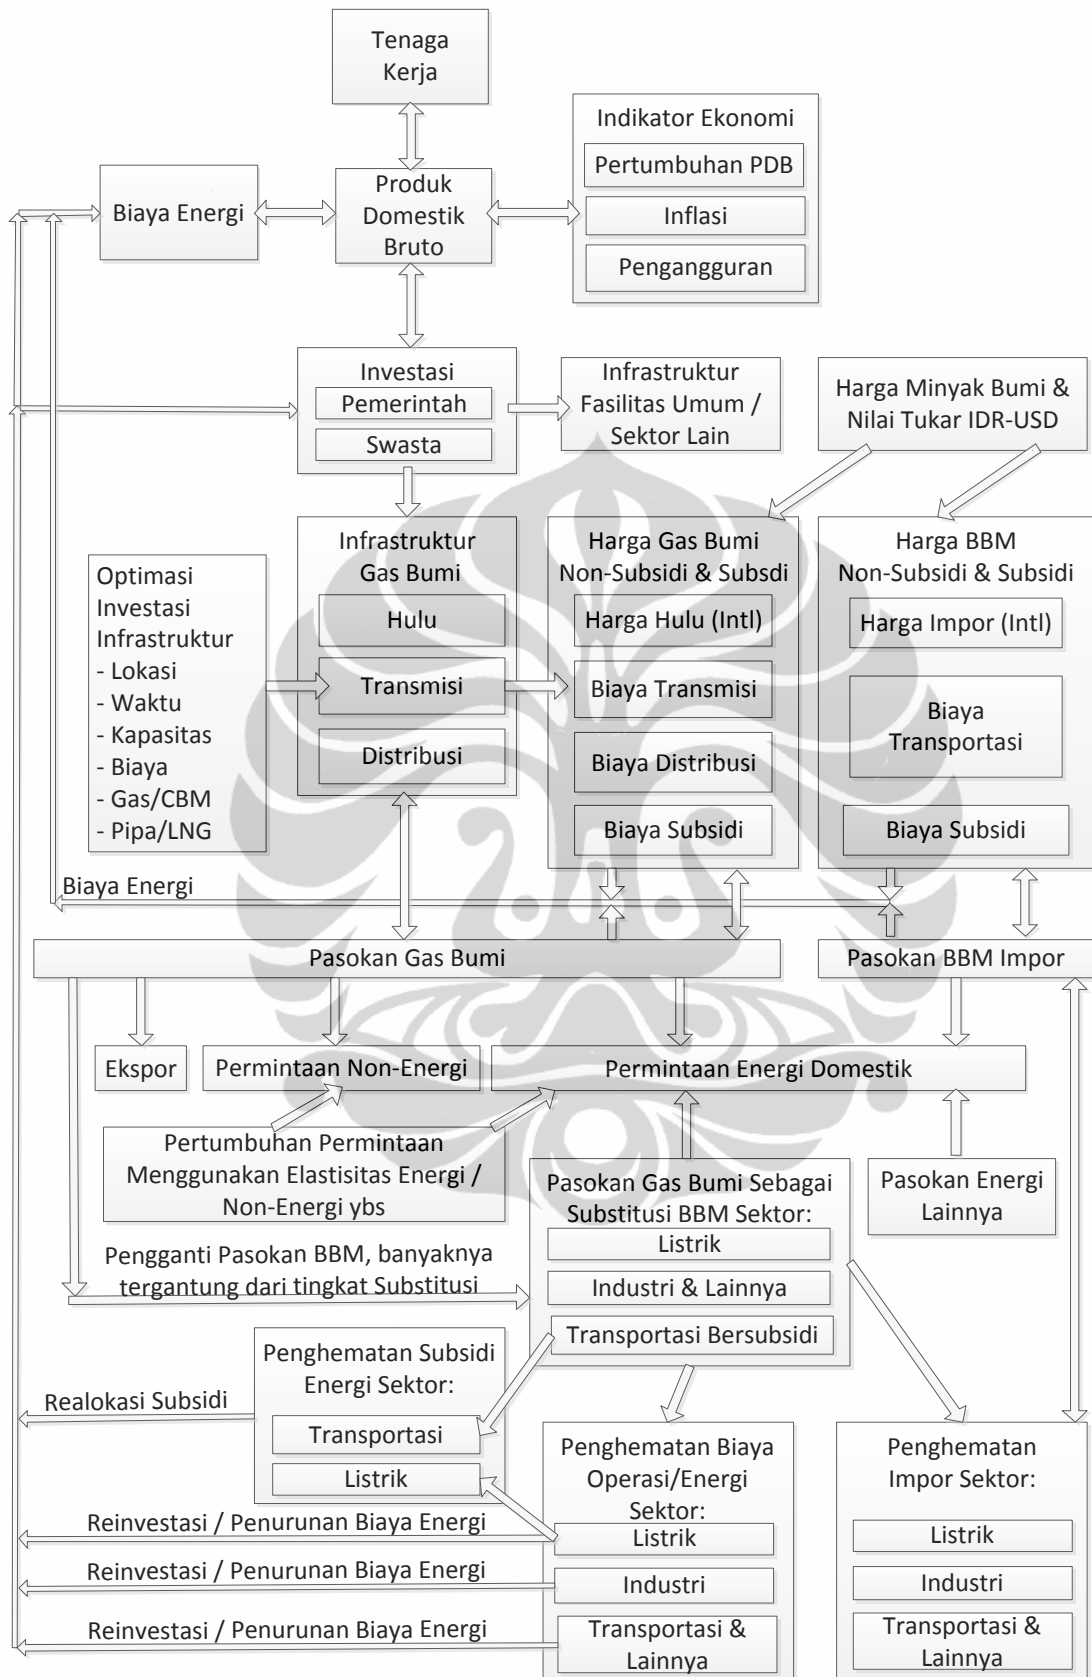 Tenaga
Kerja
Indikator Ekonomi
Pertumbuhan PDB
Inflasi
Pengangguran
Biaya Energi
Produk
Domestik
Bruto
Investasi
Pemerintah
Swasta
Infrastruktur
Fasilitas Umum /
Sektor Lain
Harga Minyak Bumi &
Nilai Tukar IDR-USD
Optimasi
Investasi
Infrastruktur
- Lokasi
- Waktu
- Kapasitas
- Biaya
- Gas/CBM
- Pipa/LNG
Infrastruktur
Gas Bumi
Hulu
Transmisi
Distribusi
Harga Gas Bumi
Non-Subsidi & Subsdi
Harga Hulu (Intl)
Biaya Transmisi
Biaya Distribusi
Biaya Subsidi
Harga BBM
Non-Subsidi & Subsidi
Harga Impor (Intl)
Biaya
Transportasi
Biaya Subsidi
Biaya Energi
Pasokan Gas Bumi
Pasokan BBM Impor
Ekspor
Permintaan Non-Energi
Permintaan Energi Domestik
Pertumbuhan Permintaan
Menggunakan Elastisitas Energi /
Non-Energi ybs
Pasokan Gas Bumi Sebagai
Substitusi BBM Sektor:
Listrik
Industri & Lainnya
Transportasi Bersubsidi
Pasokan Energi
Lainnya
Pengganti Pasokan BBM, banyaknya
tergantung dari tingkat Substitusi
Penghematan Subsidi
Energi Sektor:
Transportasi
Listrik
Realokasi Subsidi
Penghematan Biaya
Operasi/Energi
Sektor:
Listrik
Industri
Transportasi &
Lainnya
Penghematan
Impor Sektor:
Listrik
Industri
Transportasi &
Lainnya
Reinvestasi / Penurunan Biaya Energi
Reinvestasi / Penurunan Biaya Energi
Reinvestasi / Penurunan Biaya Energi